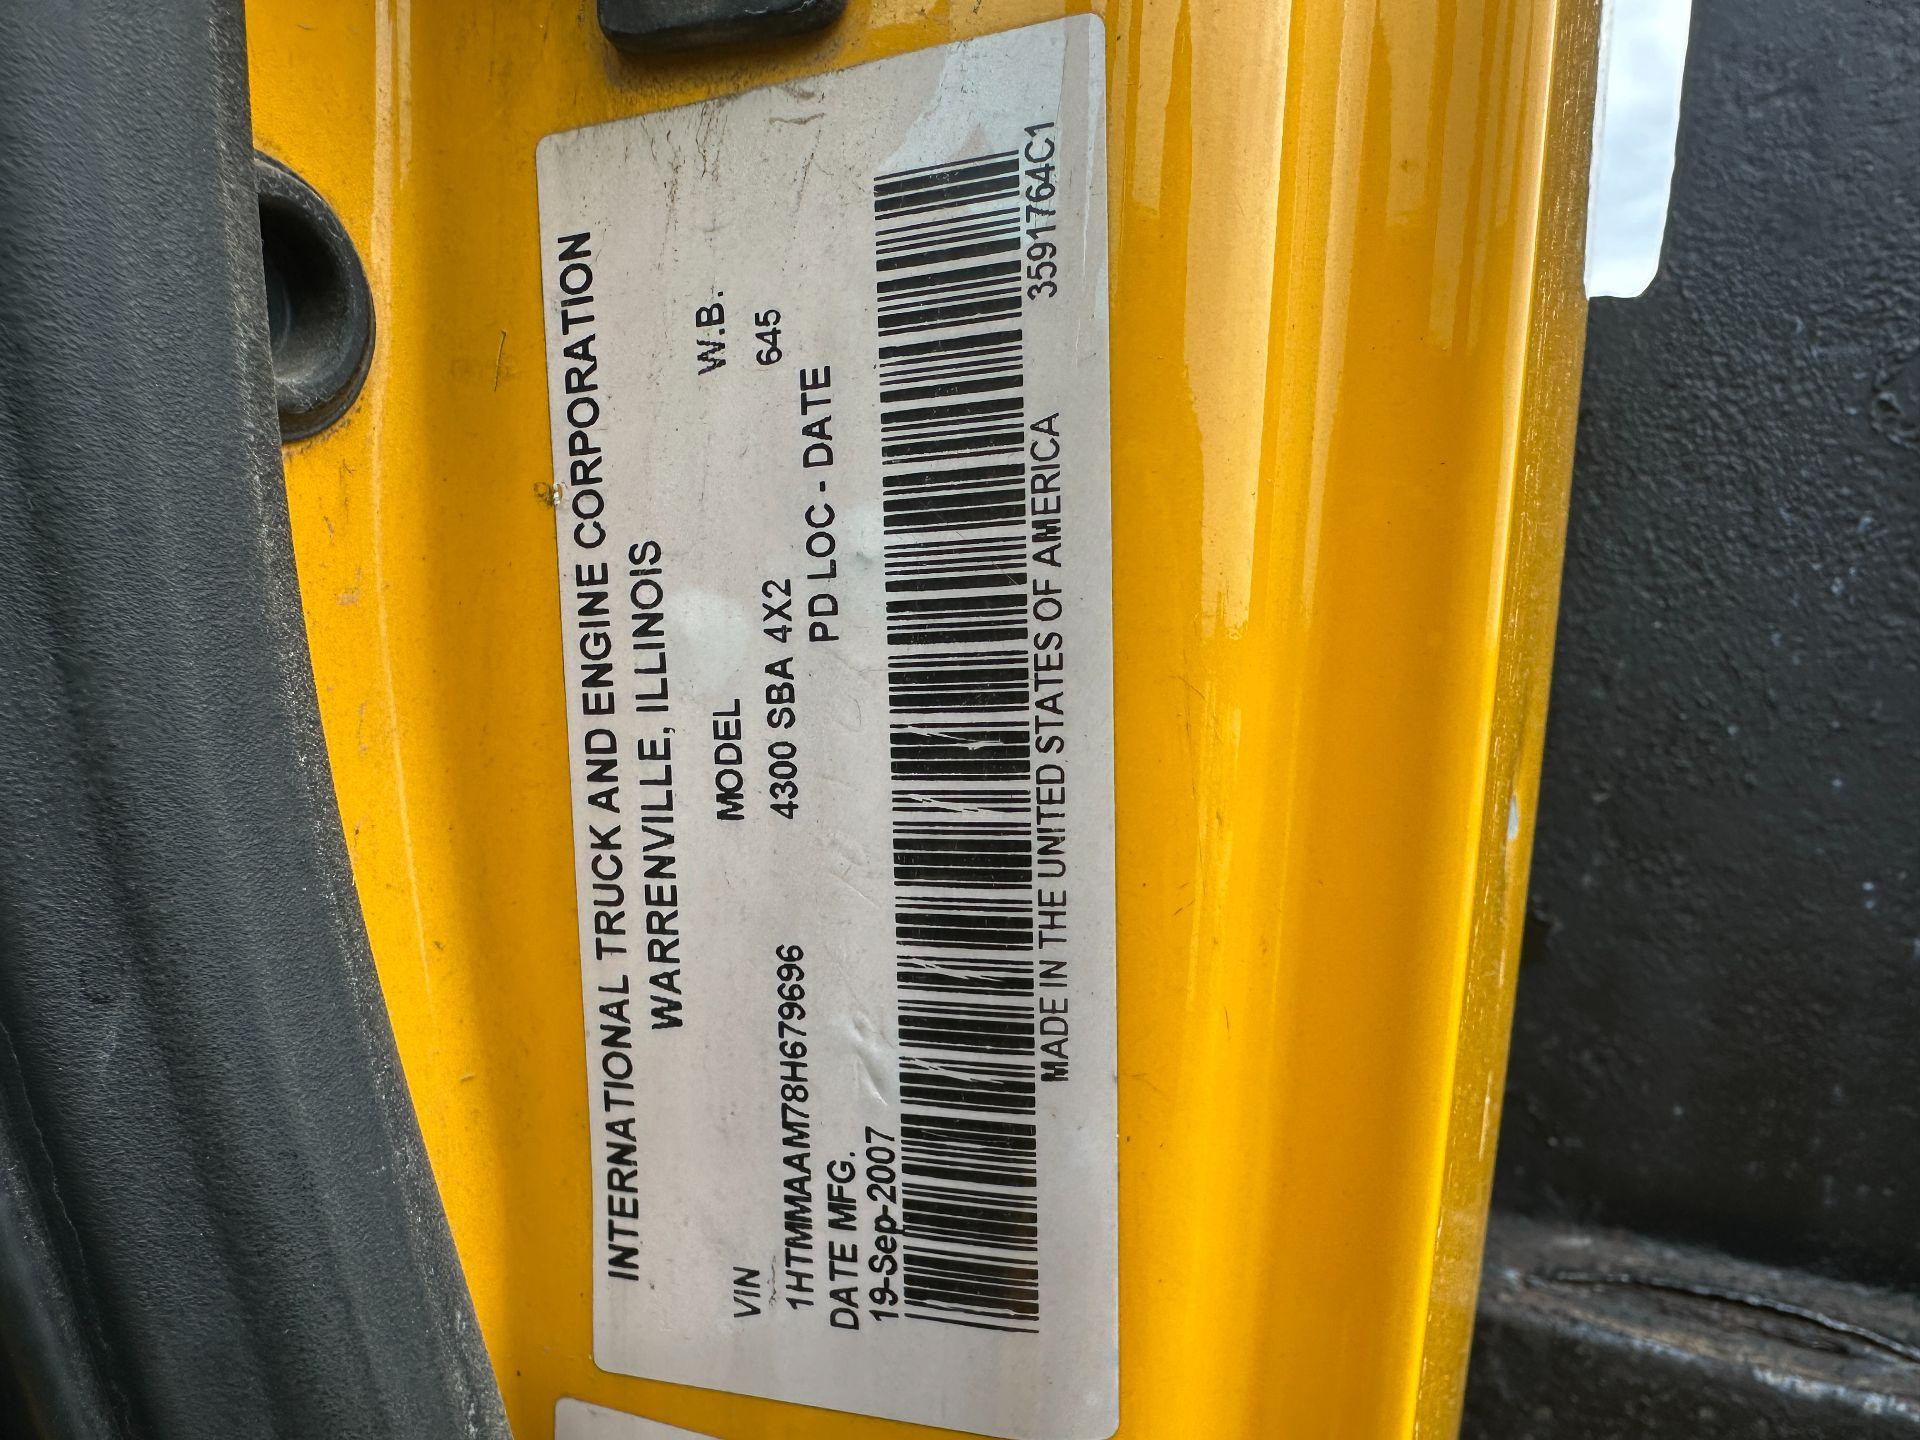 INTERNATIONAL TRUCK AND ENGINE CORPORATION
WARRENVILLE, ILLINOIS
VIN MODEL W.B.
1HTMMAAM78H679696 4300 SBA 4X2 645
DATE MFG. PD LOC - DATE
19-Sep-2007
MADE IN THE UNITED STATES OF AMERICA 3591764C1